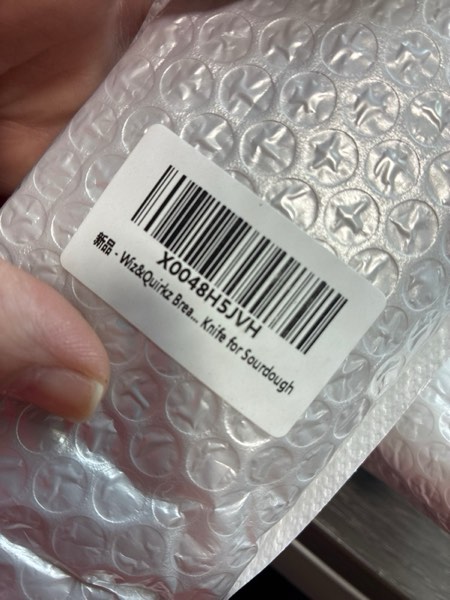 X0048H5JVH
新品 - Wiz&Quirkz Brea... Knife for Sourdough